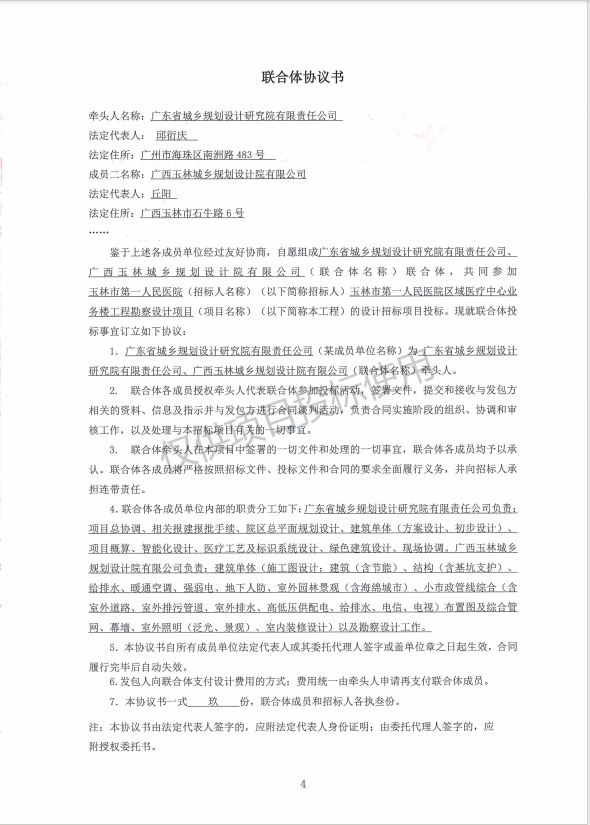 联合体协议书
牵头人名称：广东省城乡规划设计研究院有限责任公司
法定代表人： 邱衍庆
法定住所：广州市海珠区南洲路 483 号
成员二名称：广西玉林城乡规划设计院有限公司
法定代表人：丘阳
法定住所：广西玉林市石牛路 6 号
……
鉴于上述各成员单位经过友好协商，自愿组成广东省城乡规划设计研究院有限责任公司、
广西玉林城乡规划设计院有限公司（联合体名称）联合体，共同参加
玉林市第一人民医院（招标人名称）（以下简称招标人）玉林市第一人民医院区域医疗中心业
务楼工程勘察设计项目（项目名称）（以下简称本工程）的设计招标项目投标。现就联合体投
标事宜订立如下协议：
1．广东省城乡规划设计研究院有限责任公司（某成员单位名称）为 广东省城乡规划设计
研究院有限责任公司、广西玉林城乡规划设计院有限公司（联合体名称）牵头人。
2． 联合体各成员授权牵头人代表联合体参加投标活动，签署文件，提交和接收与发包方
相关的资料、信息及指示并与发包方进行合同谈判活动，负责合同实施阶段的组织、协调和审
核工作，以及处理与本招标项目有关的一切事宜。
3． 联合体牵头人在本项目中签署的一切文件和处理的一切事宜，联合体各成员均予以承
认。联合体各成员将严格按照招标文件、投标文件和合同的要求全面履行义务，并向招标人承
担连带责任。
4．联合体各成员单位内部的职责分工如下：广东省城乡规划设计研究院有限责任公司负责：
项目总协调、相关报建报批手续、院区总平面规划设计、建筑单体（方案设计、初步设计）、
项目概算、智能化设计、医疗工艺及标识系统设计、绿色建筑设计、现场协调。广西玉林城乡
规划设计院有限公司负责：建筑单体（施工图设计：建筑（含节能）、结构（含基坑支护）、
给排水、暖通空调、强弱电、地下人防、室外园林景观（含海绵城市）、小市政管线综合（含
室外道路、室外排污管道、室外排水、高低压供配电、给排水、电信、电视）布置图及综合管
网、幕墙、室外照明（泛光、景观）、室内装修设计）以及勘察设计工作。
5．本协议书自所有成员单位法定代表人或其委托代理人签字或盖单位章之日起生效，合同
履行完毕后自动失效。
6.发包人向联合体支付设计费用的方式：费用统一由牵头人申请再支付联合体成员。
7．本协议书一式 玖 份，联合体成员和招标人各执叁份。
注：本协议书由法定代表人签字的，应附法定代表人身份证明；由委托代理人签字的，应
附授权委托书。
4
仅供项目投标使用